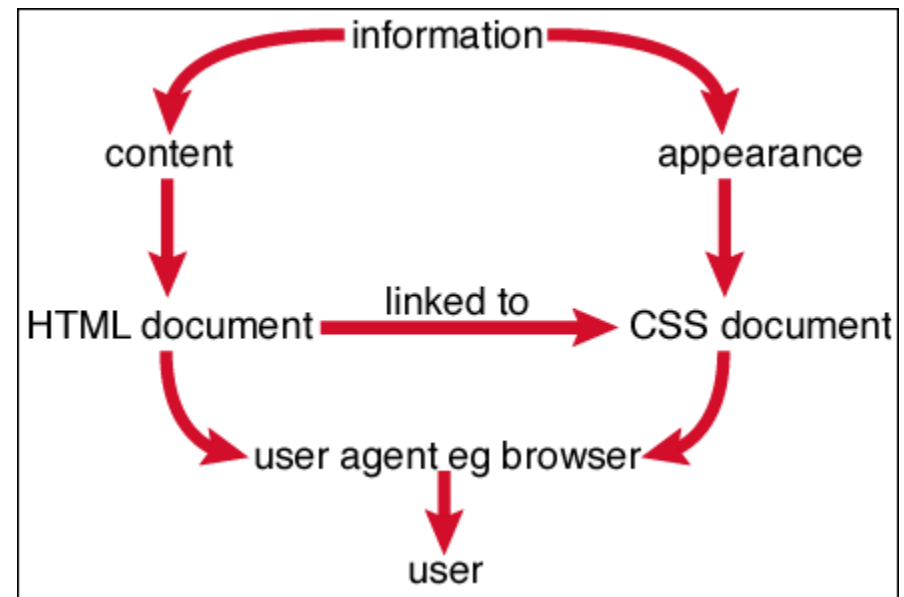 information
content
appearance
linked to
HTML document
CSS document
user agent eg browser
user